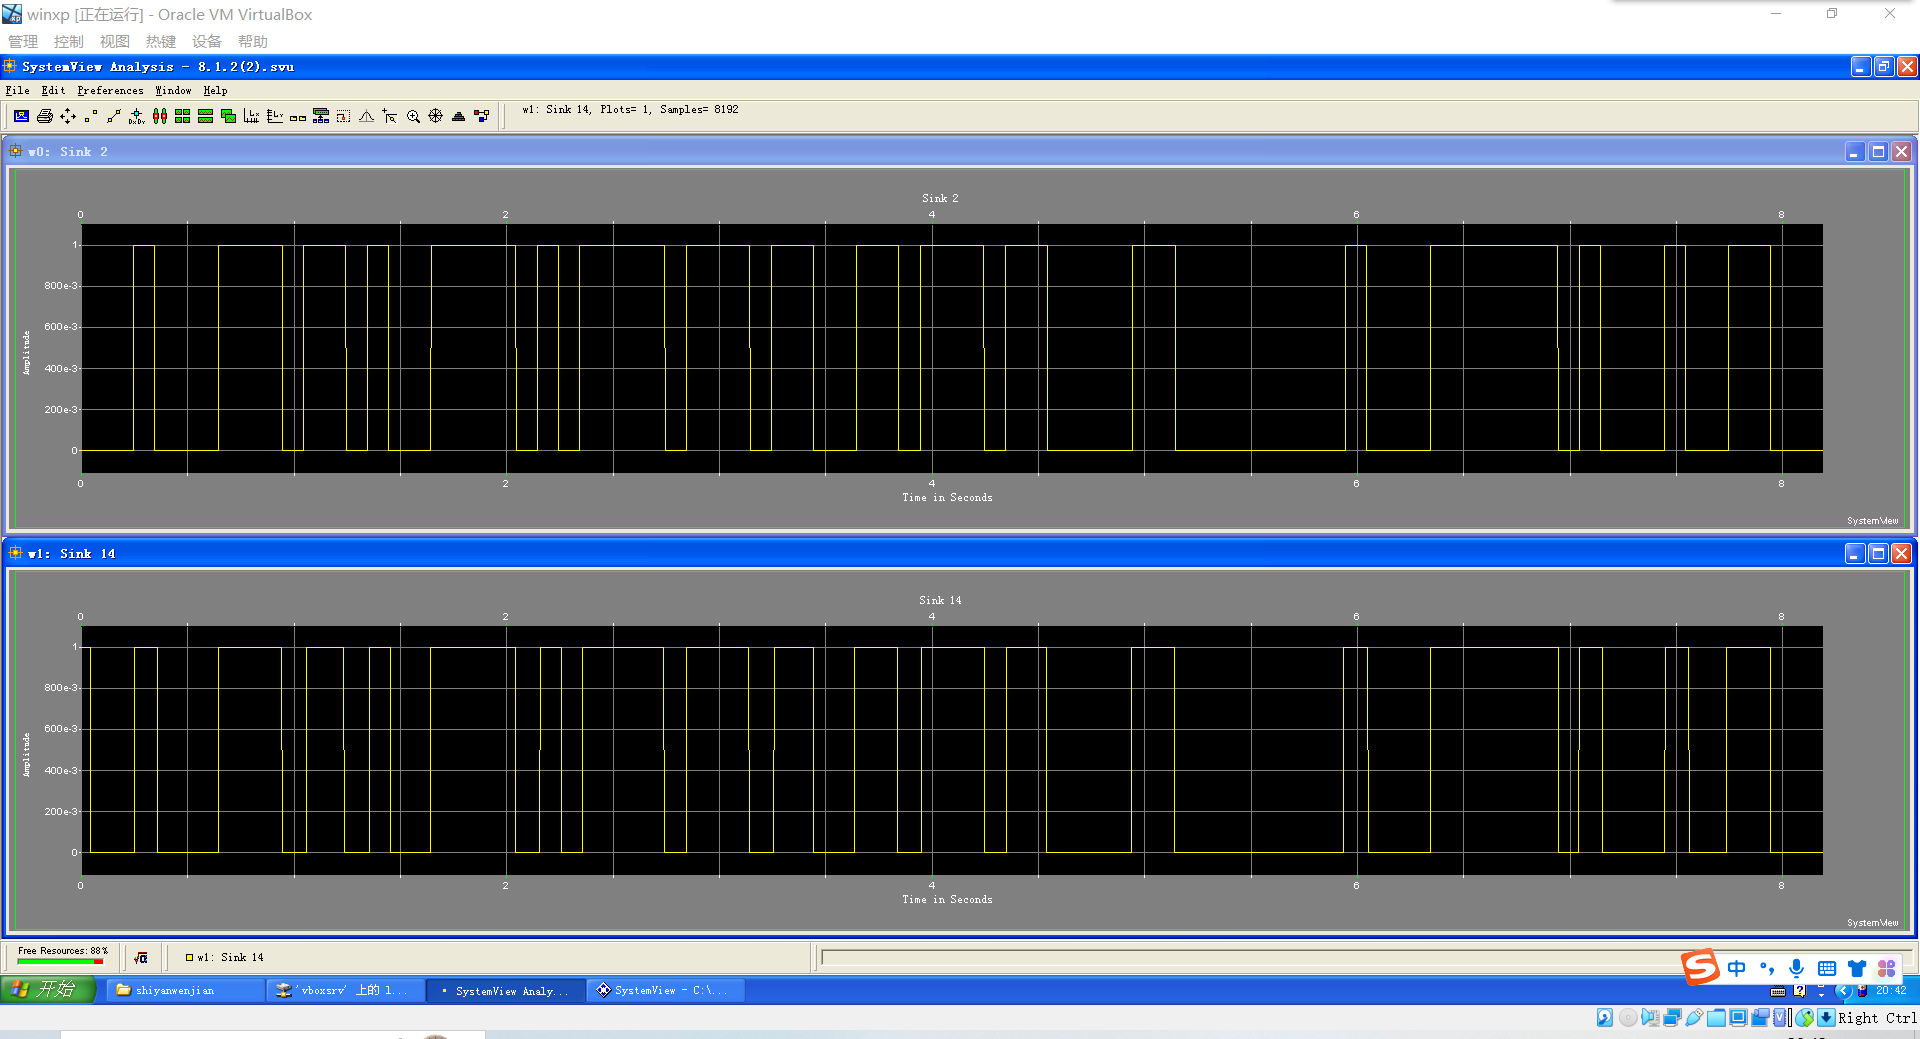 winxp [正在运行] - Oracle VM VirtualBox
管理 控制 视图 热键 设备 帮助
SystemView Analysis - 8.1.2(2).svu
File Edit Preferences Window Help
w1: Sink 14, Plots= 1, Samples= 8192
w0: Sink 2
Sink 2
0 2 4 6 8
1
800e-3
600e-3
400e-3
200e-3
0
Amplitude
0 2 4 6 8
Time in Seconds
SystemView
w1: Sink 14
Sink 14
0 2 4 6 8
1
800e-3
600e-3
400e-3
200e-3
0
Amplitude
0 2 4 6 8
Time in Seconds
SystemView
Free Resources: 88%
w1: Sink 14
中
开始 shiyanwenjian 'vboxsrv' 上的 l... SystemView Analy... SystemView - C:\... 20:42
Right Ctrl